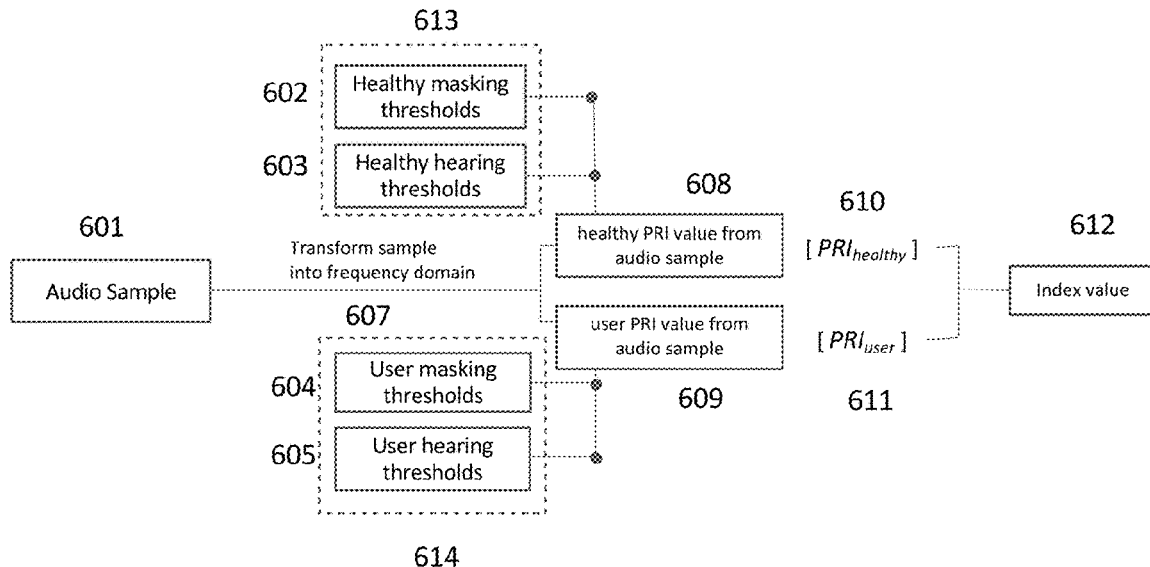 613
602
Healthy masking
thresholds
603
Healthy hearing
thresholds
608
610
601
612
Transform sample
into frequency domain
healthy PRI value from
audio sample
[ PRIhealthy ]
Audio Sample
Index value
607
user PRI value from
audio sample
[ PRIuser ]
604
User masking
thresholds
609
611
605
User hearing
thresholds
614